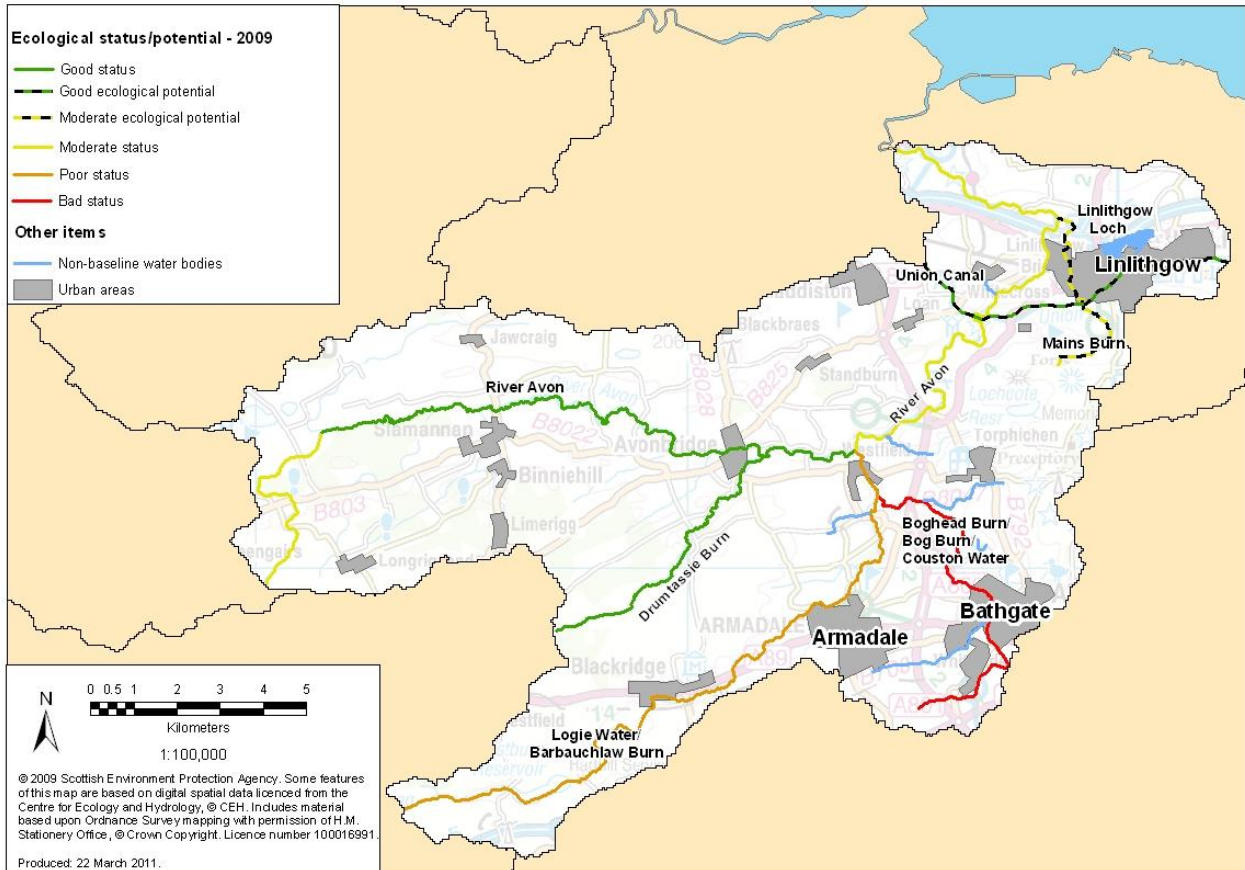 Ecological status/potential - 2009
Good status
Good ecological potential
Moderate ecological potential
Moderate status
Poor status
Bad status
Other items
Non-baseline water bodies
Urban areas
Linlithgow
Loch
Linlithgow
Union Canal
Loan
Mains Burn
Blackbraes
Jawcraig
Standburn
River Avon
River Avon
B8028
B825
Slamannan
B8022
Avonbridge
Westfield
Torphichen
Preceptory
Binniehill
B803
B792
Limerigg
Boghead Burn/
Bog Burn/
Couston Water
Drumtassie Burn
Bathgate
ARMADALE
Armadale
Blackridge
A89
Logie Water/
Barbauchlaw Burn
N
0 0.5 1 2 3 4 5
Kilometers
1:100,000
© 2009 Scottish Environment Protection Agency. Some features
of this map are based on digital spatial data licenced from the
Centre for Ecology and Hydrology, © CEH. Includes material
based upon Ordnance Survey mapping with permission of H.M.
Stationery Office, © Crown Copyright. Licence number 100016991.
Produced: 22 March 2011.